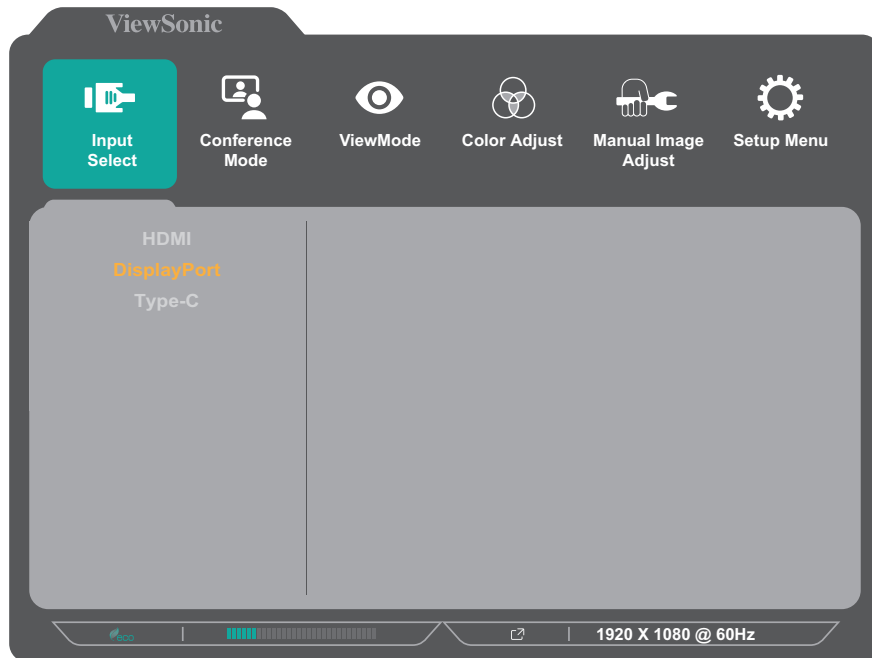 ViewSonic
Input
Select
Conference
Mode
ViewMode
Color Adjust
Manual Image
Adjust
Setup Menu
HDMI
DisplayPort
Type-C
eco
1920 X 1080 @ 60Hz